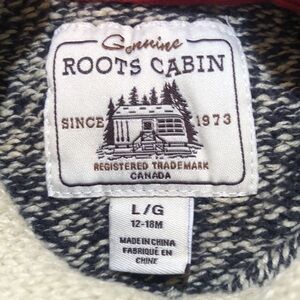 Genuine
ROOTS CABIN
SINCE 1973
REGISTERED TRADEMARK
CANADA
L/G
12-18M
MADE IN CHINA
FABRIQUÉ EN
CHINE